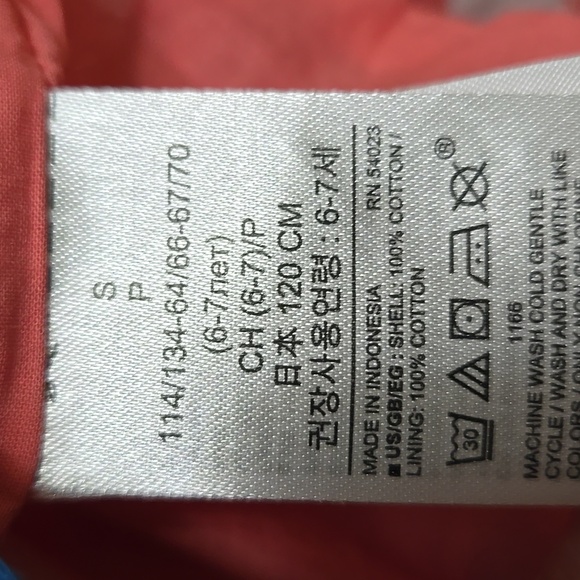 S
P
114/134-64/66-67/70
(6-7лет)
CH (6-7)/P
日本 120 CM
권장사용연령 : 6-7세
MADE IN INDONESIA RN 54023
■ US/GB/EG : SHELL: 100% COTTON /
LINING: 100% COTTON
30 ®
1166
MACHINE WASH COLD GENTLE
CYCLE / WASH AND DRY WITH LIKE